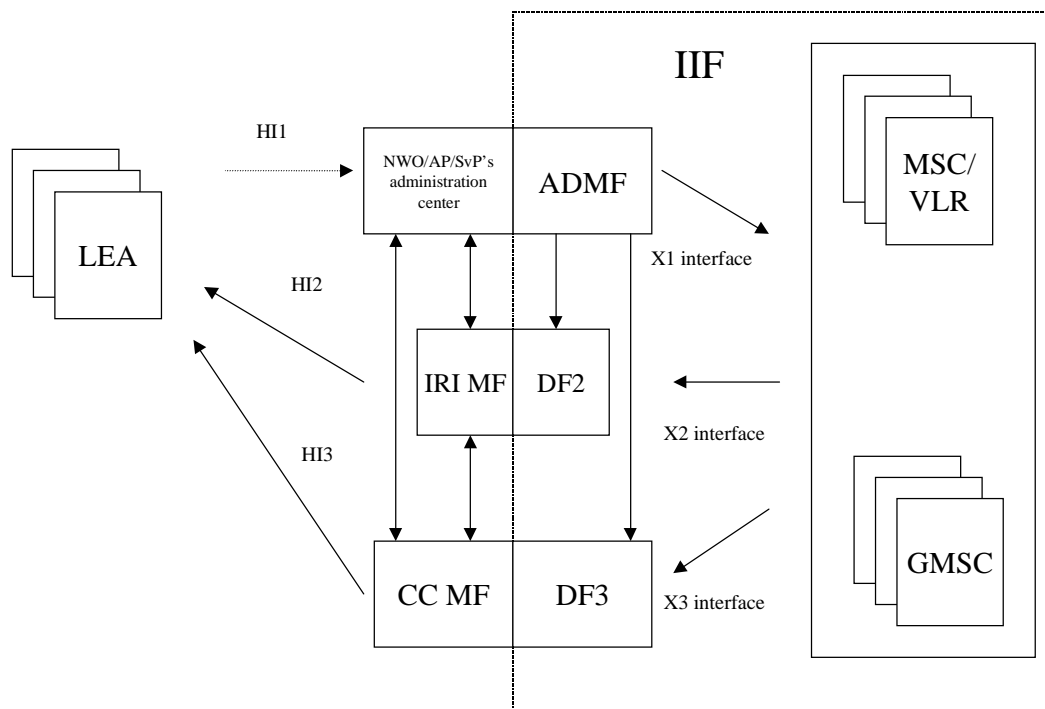 IIF
HI1
NWO/AP/SvP's
administration
center
ADMF
MSC/
VLR
LEA
X1 interface
HI2
IRI MF
DF2
X2 interface
HI3
GMSC
CC MF
DF3
X3 interface